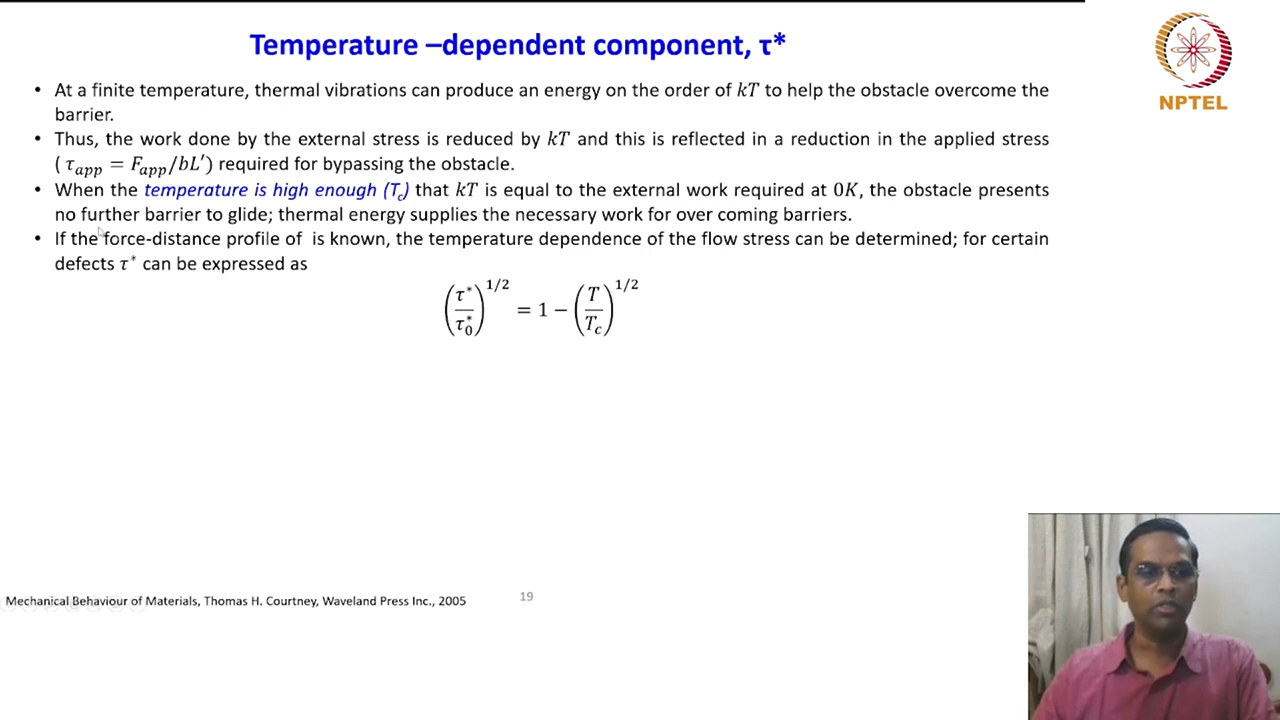 Temperature –dependent component, τ*
NPTEL
• At a finite temperature, thermal vibrations can produce an energy on the order of kT to help the obstacle overcome the
barrier.
• Thus, the work done by the external stress is reduced by kT and this is reflected in a reduction in the applied stress
( τ_app = F_app/bL′) required for bypassing the obstacle.
• When the temperature is high enough (T_c) that kT is equal to the external work required at 0K, the obstacle presents
no further barrier to glide; thermal energy supplies the necessary work for over coming barriers.
• If the force-distance profile of is known, the temperature dependence of the flow stress can be determined; for certain
defects τ* can be expressed as
(τ*/τ₀*)^1/2 = 1 − (T/T_c)^1/2
Mechanical Behaviour of Materials, Thomas H. Courtney, Waveland Press Inc., 2005
19